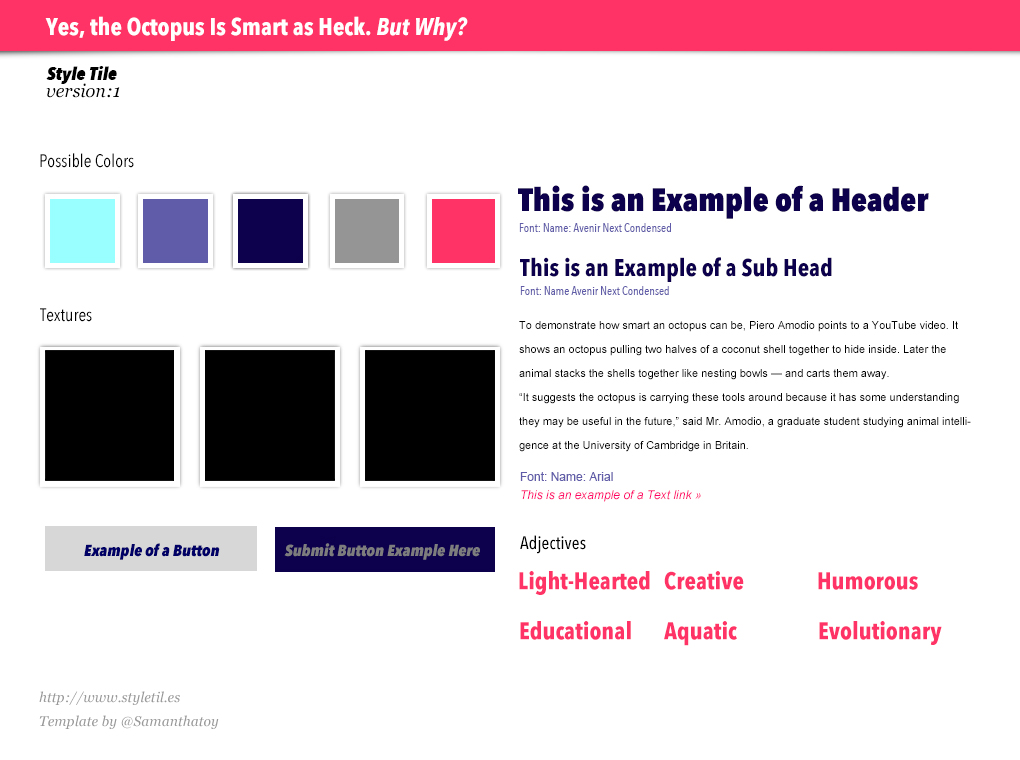 Yes, the Octopus Is Smart as Heck. But Why?
Style Tile
version:1
Possible Colors
Textures
Example of a Button
Submit Button Example Here
This is an Example of a Header
Font: Name: Avenir Next Condensed
This is an Example of a Sub Head
Font: Name Avenir Next Condensed
To demonstrate how smart an octopus can be, Piero Amodio points to a YouTube video. It
shows an octopus pulling two halves of a coconut shell together to hide inside. Later the
animal stacks the shells together like nesting bowls — and carts them away.
“It suggests the octopus is carrying these tools around because it has some understanding
they may be useful in the future,” said Mr. Amodio, a graduate student studying animal intelli-
gence at the University of Cambridge in Britain.
Font: Name: Arial
This is an example of a Text link »
Adjectives
Light-Hearted Creative Humorous
Educational Aquatic Evolutionary
http://www.styletil.es
Template by @Samanthatoy